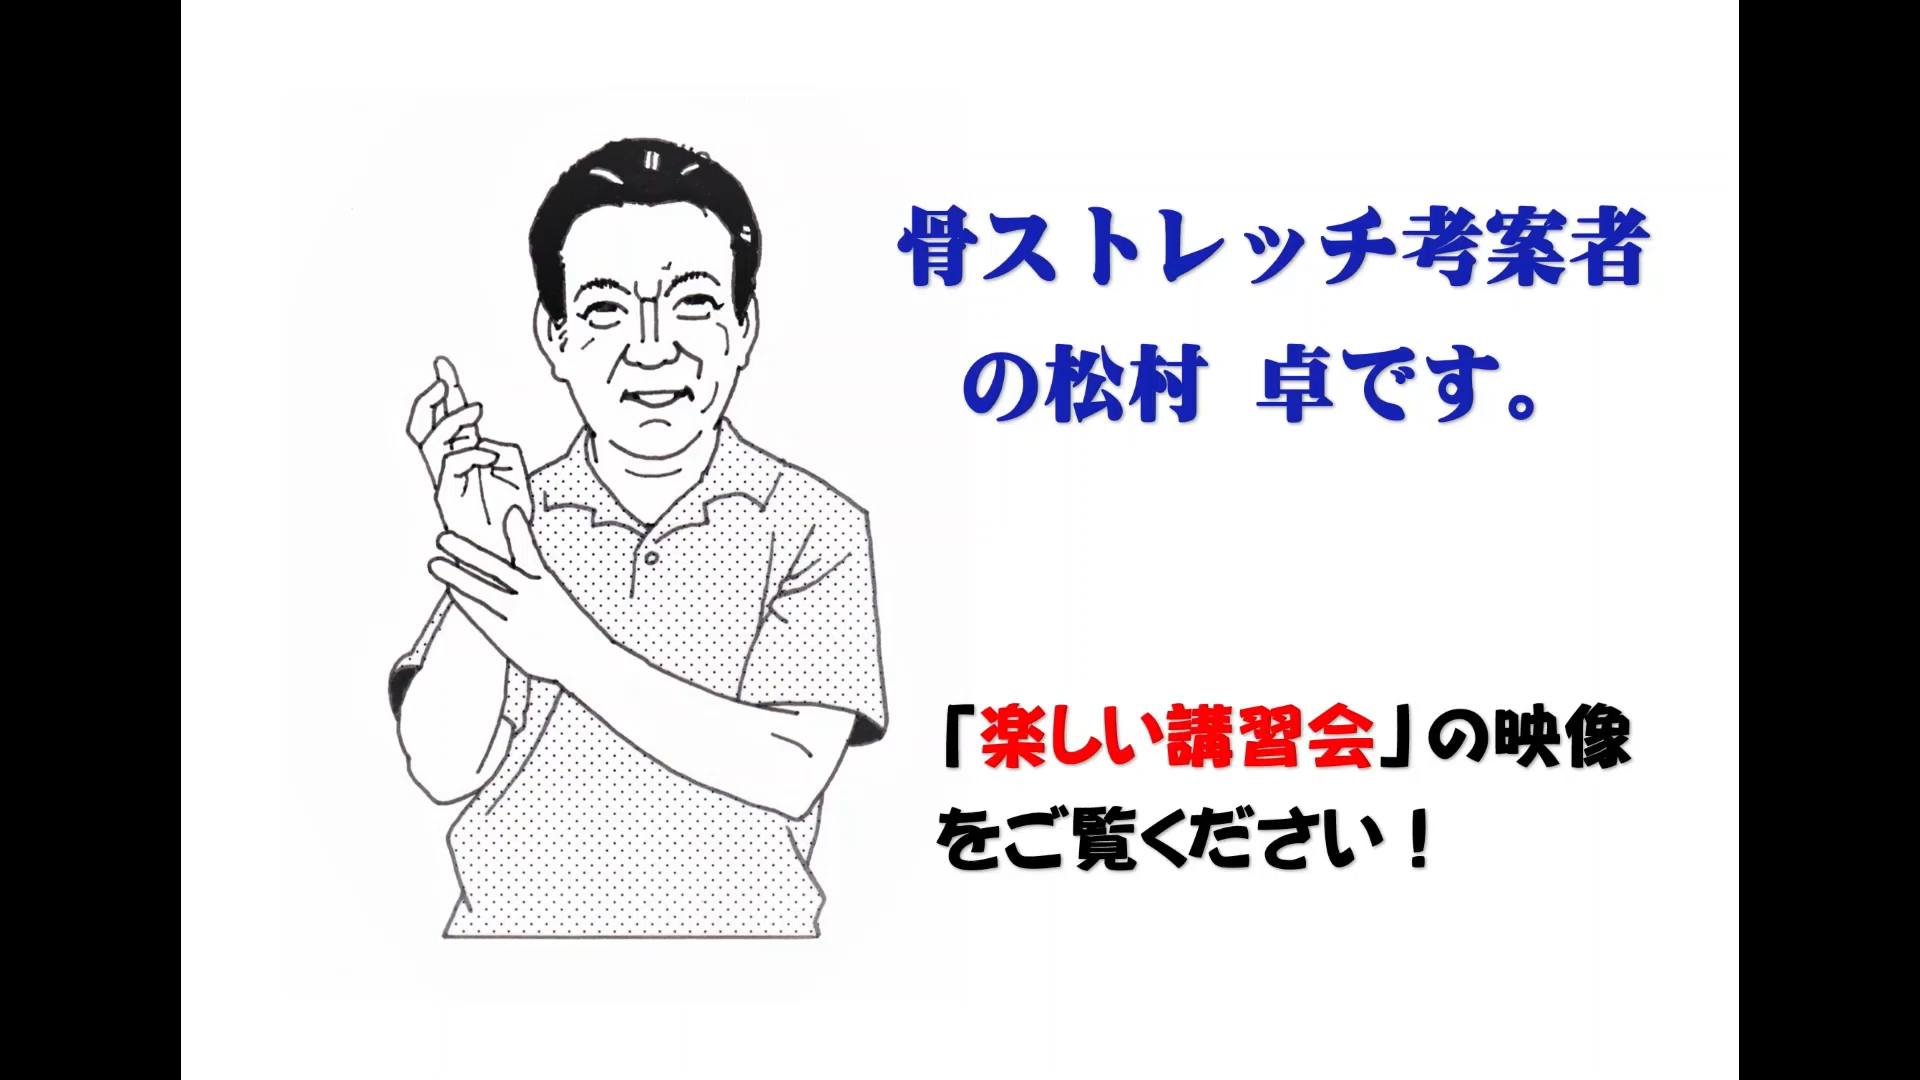 骨ストレッチ考案者
の松村 卓です。
「楽しい講習会」の映像
をご覧ください！